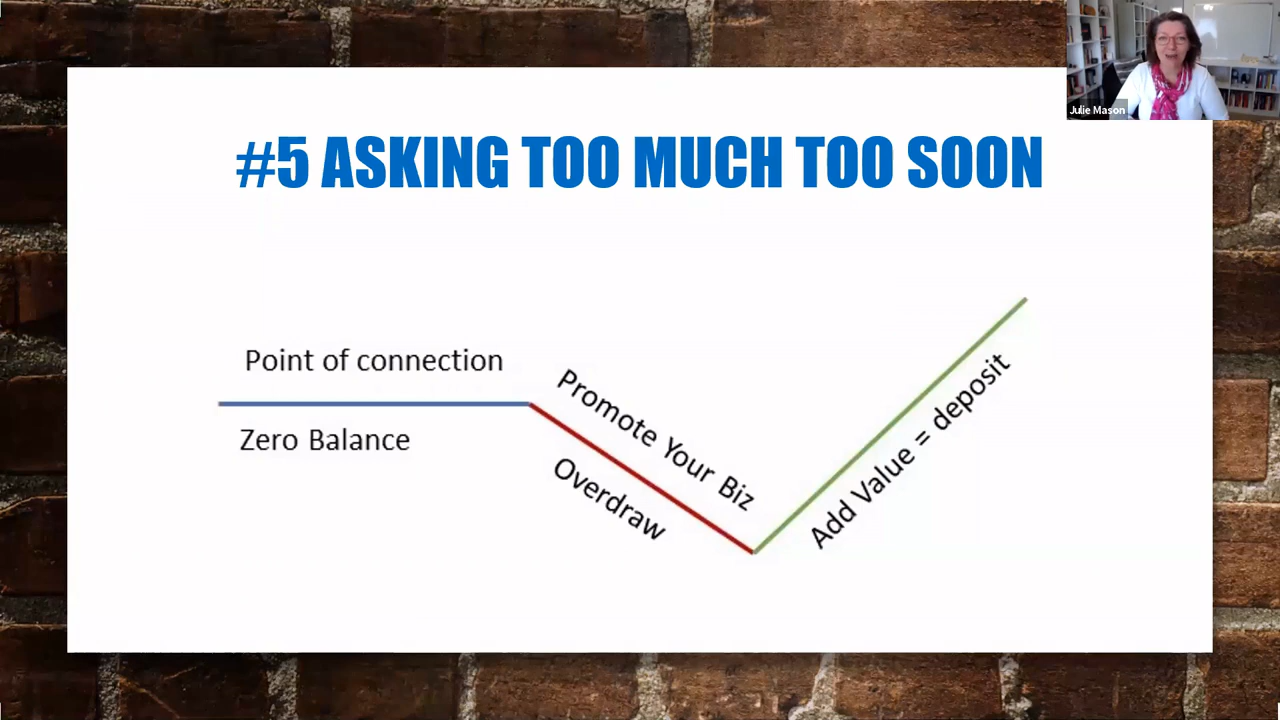 Julie Mason
#5 ASKING TOO MUCH TOO SOON
Point of connection
Zero Balance
Promote Your Biz
Overdraw
Add Value = deposit